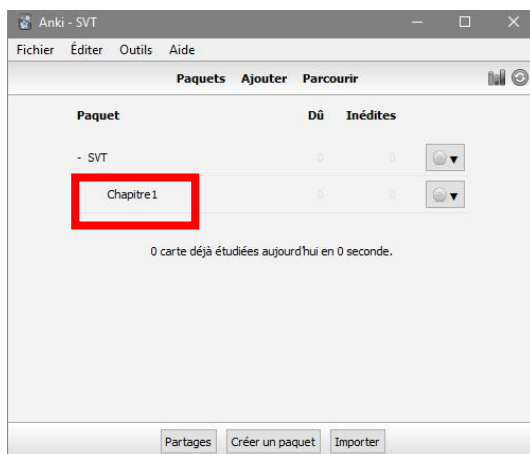 Anki - SVT
Fichier Éditer Outils Aide
Paquets Ajouter Parcourir
Paquet Dû Inédites
- SVT 0 0
Chapitre1 0 0
0 carte déjà étudiées aujourd'hui en 0 seconde.
Partages Créer un paquet Importer